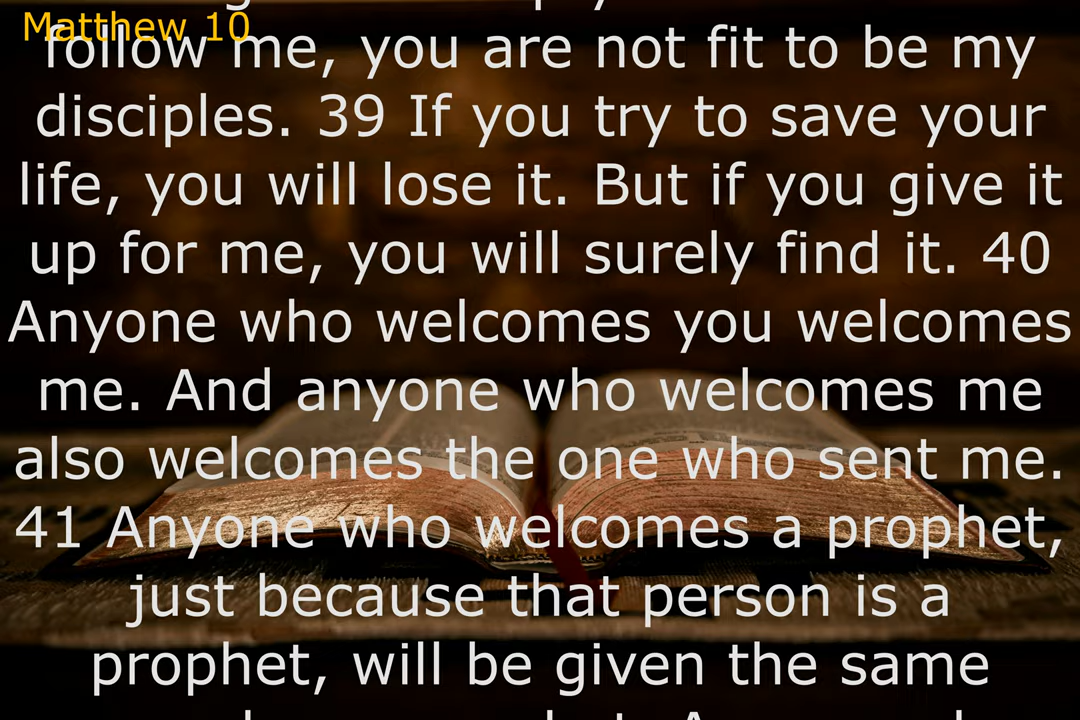 Matthew 10
follow me, you are not fit to be my
disciples. 39 If you try to save your
life, you will lose it. But if you give it
up for me, you will surely find it. 40
Anyone who welcomes you welcomes
me. And anyone who welcomes me
also welcomes the one who sent me.
41 Anyone who welcomes a prophet,
just because that person is a
prophet, will be given the same